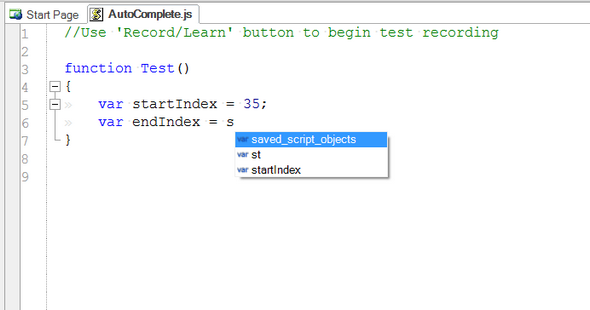 Start Page AutoComplete.js
1 //Use 'Record/Learn' button to begin test recording
2
3 function Test()
4 {
5 » var startIndex = 35;
6 » var endIndex = s
var saved_script_objects
7 }
var st
8
var startIndex
9